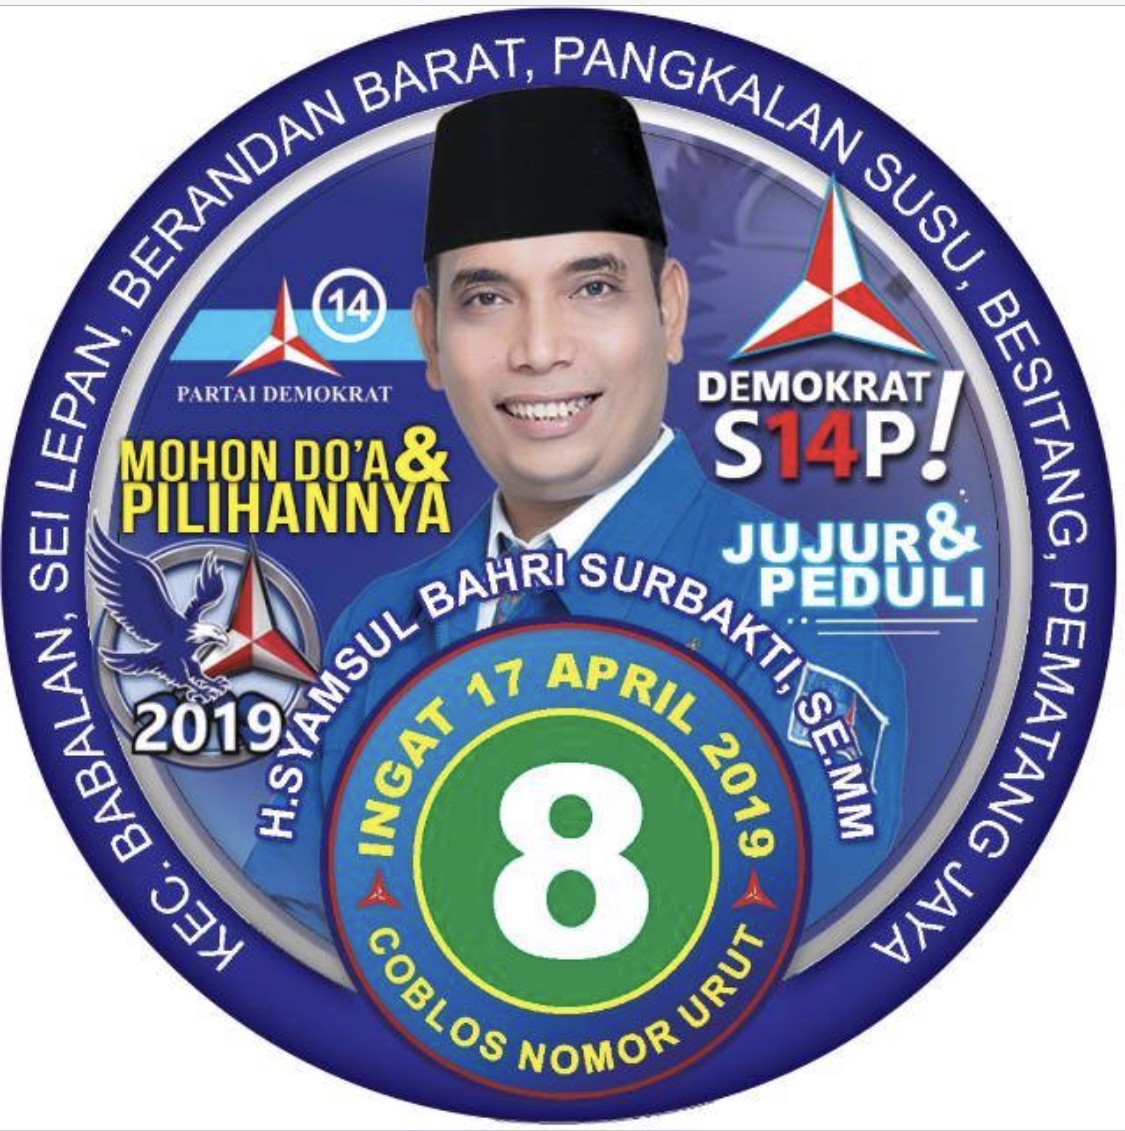 KEC. BABALAN, SEI LEPAN, BERANDAN BARAT, PANGKALAN SUSU, BESITANG, PEMATANG JAYA
14
PARTAI DEMOKRAT
MOHON DO'A &
PILIHANNYA
DEMOKRAT
S14P!
JUJUR &
PEDULI
2019
H.SYAMSUL BAHRI SURBAKTI, SE.MM
INGAT 17 APRIL 2019
8
COBLOS NOMOR URUT